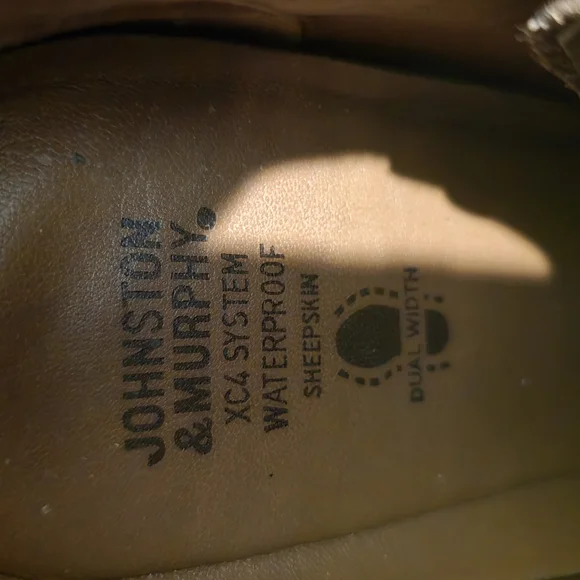 JOHNSTON
&MURPHY.
XC4 SYSTEM
WATERPROOF
SHEEPSKIN
DUAL WIDTH